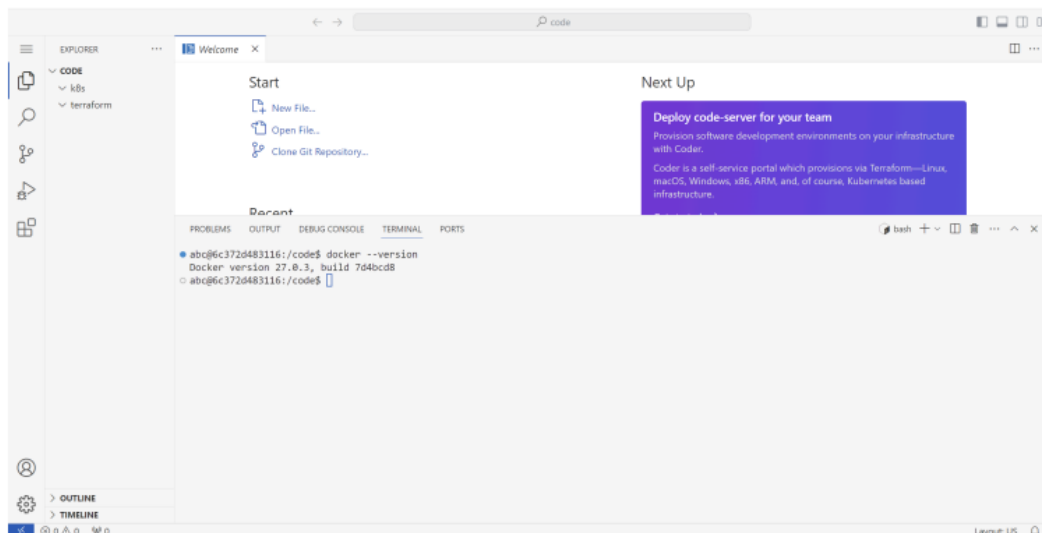 code
EXPLORER
Welcome
CODE
k8s
terraform
Start
New File...
Open File...
Clone Git Repository...
Recent
Next Up
Deploy code-server for your team
Provision software development environments on your infrastructure
with Coder.
Coder is a self-service portal which provisions via Terraform—Linux,
macOS, Windows, x86, ARM, and, of course, Kubernetes based
infrastructure.
PROBLEMS OUTPUT DEBUG CONSOLE TERMINAL PORTS
bash
abc@6c372d483116:/code$ docker --version
Docker version 27.0.3, build 7d4bcd8
abc@6c372d483116:/code$
OUTLINE
TIMELINE
0 0 0
Layout: US